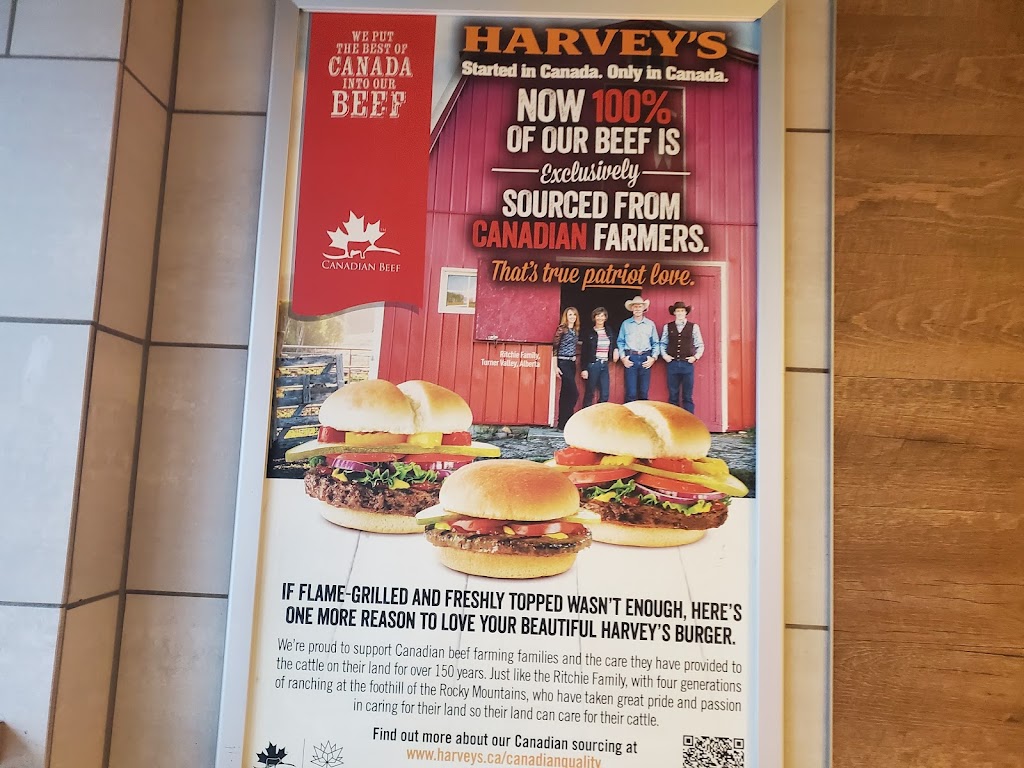 WE PUT
THE BEST OF
CANADA
INTO OUR
BEEF
CANADIAN BEEF
HARVEY'S
Started in Canada. Only in Canada.
NOW 100%
OF OUR BEEF IS
Exclusively
SOURCED FROM
CANADIAN FARMERS.
That's true patriot love.
Ritchie Family,
Turner Valley, Alberta
IF FLAME-GRILLED AND FRESHLY TOPPED WASN'T ENOUGH, HERE'S
ONE MORE REASON TO LOVE YOUR BEAUTIFUL HARVEY'S BURGER.
We're proud to support Canadian beef farming families and the care they have provided to
the cattle on their land for over 150 years. Just like the Ritchie Family, with four generations
of ranching at the foothill of the Rocky Mountains, who have taken great pride and passion
in caring for their land so their land can care for their cattle.
Find out more about our Canadian sourcing at
www.harveys.ca/canadianquality